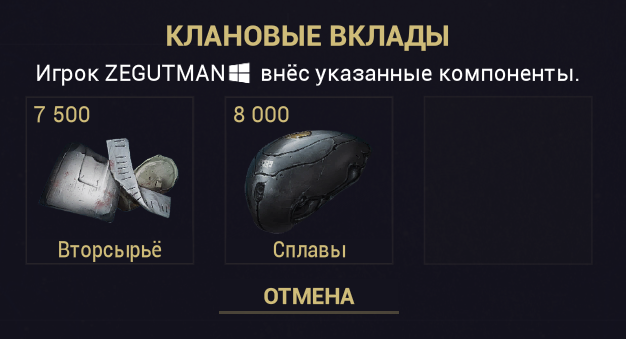 КЛАНОВЫЕ ВКЛАДЫ
Игрок ZEGUTMAN внёс указанные компоненты.
7 500
8 000
Вторсырьё
Сплавы
ОТМЕНА